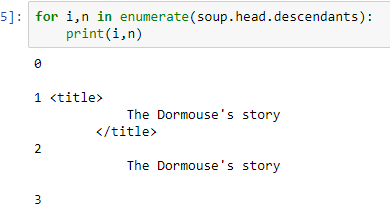 5]: for i,n in enumerate(soup.head.descendants):
print(i,n)
0
1 <title>
The Dormouse's story
</title>
2
The Dormouse's story
3